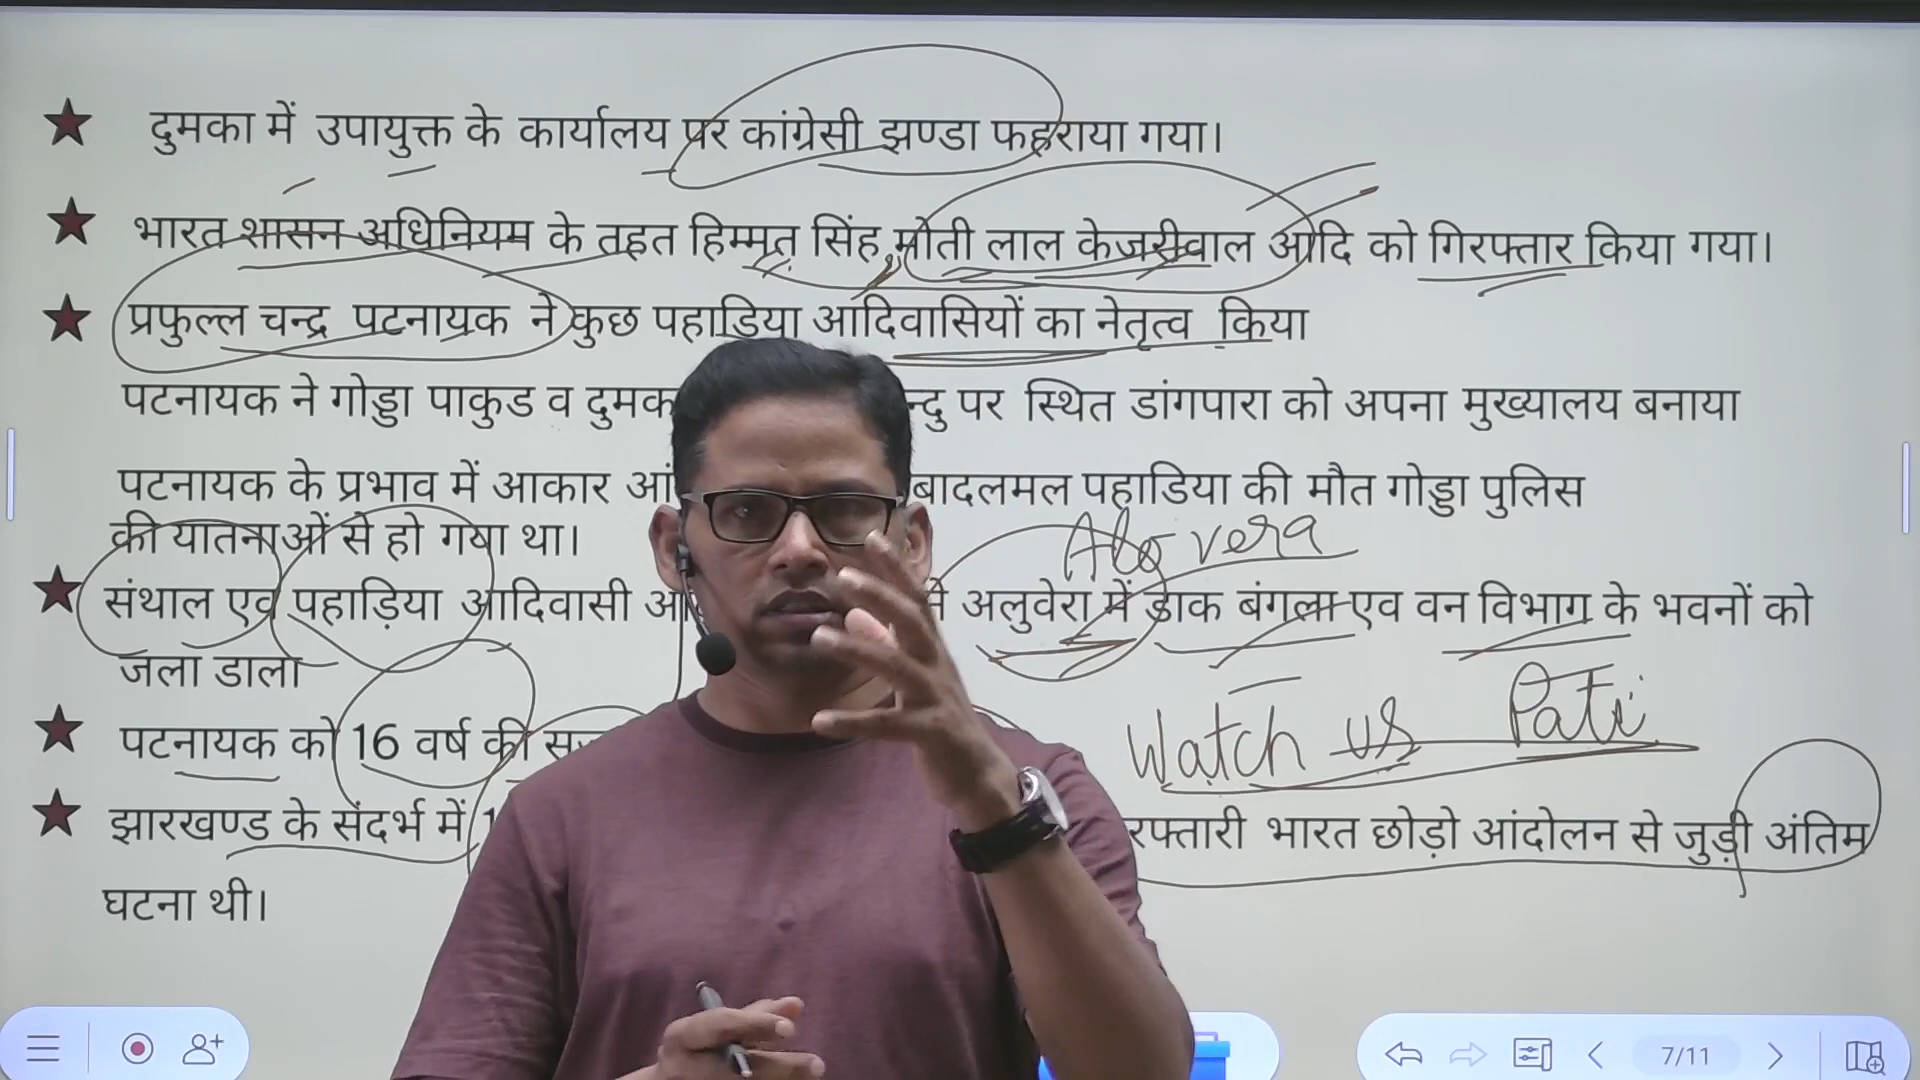 दुमका में उपायुक्त के कार्यालय पर कांग्रेसी झण्डा फहराया गया।
भारत शासन अधिनियम के तहत हिम्मत सिंह, मोती लाल केजरीवाल आदि को गिरफ्तार किया गया।
प्रफुल्ल चन्द्र पटनायक ने कुछ पहाडिया आदिवासियों का नेतृत्व किया
पटनायक ने गोड्डा पाकुड व दुमक न्दु पर स्थित डांगपारा को अपना मुख्यालय बनाया
पटनायक के प्रभाव में आकार आं बादलमल पहाडिया की मौत गोड्डा पुलिस
की यातनाओं से हो गया था।
Alo vera
संथाल एव पहाड़िया आदिवासी अलुवेरा में डाक बंगला एव वन विभाग के भवनों को
जला डाला
पटनायक को 16 वर्ष की
Watch us Pati
झारखण्ड के संदर्भ में 1 रफ्तारी भारत छोड़ो आंदोलन से जुड़ी अंतिम
घटना थी।
7/11